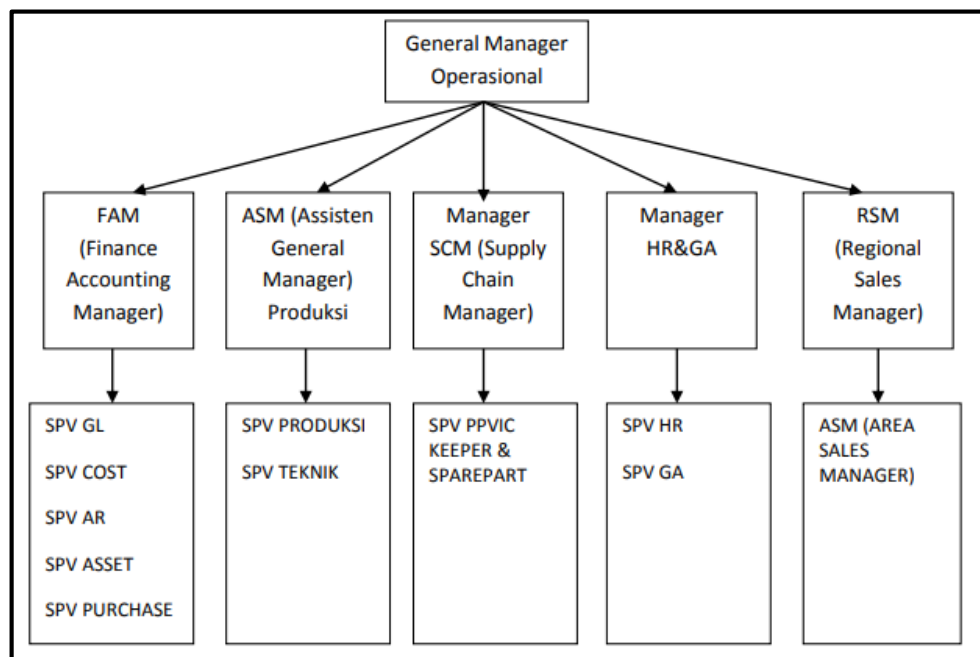 General Manager
Operasional
FAM
(Finance
Accounting
Manager)
ASM (Assisten
General
Manager)
Produksi
Manager
SCM (Supply
Chain
Manager)
Manager
HR&GA
RSM
(Regional
Sales
Manager)
SPV GL
SPV COST
SPV AR
SPV ASSET
SPV PURCHASE
SPV PRODUKSI
SPV TEKNIK
SPV PPVIC
KEEPER &
SPAREPART
SPV HR
SPV GA
ASM (AREA
SALES
MANAGER)